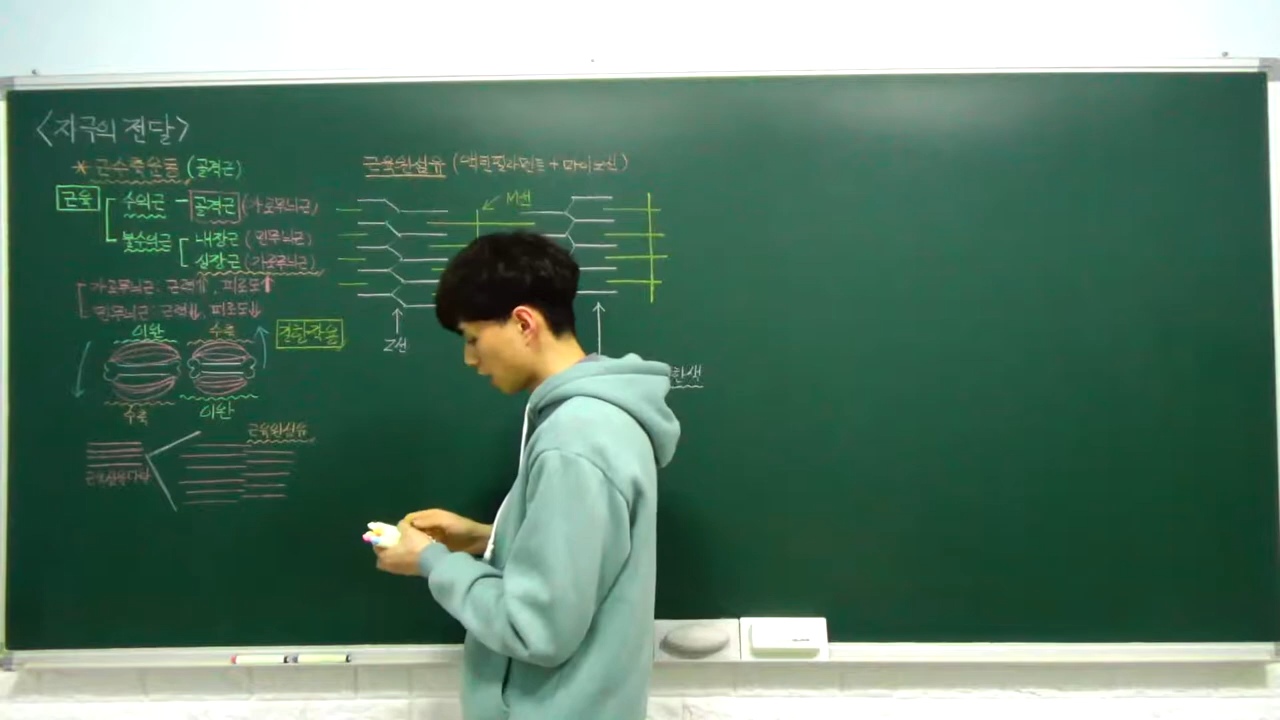 <자극의 전달>
* 근수축운동 (골격근)
근육 수의근 - 골격근 (가로무늬근)
불수의근 내장근 (민무늬근)
심장근 (가로무늬근)
가로무늬근: 근력↑, 피로도↑
민무늬근: 근력↓, 피로도↓
이완 수축
길항작용
수축 이완
근육원섬유
근육섬유다발
근육원섬유 (액틴필라멘트 + 마이오신)
M선
Z선
한색